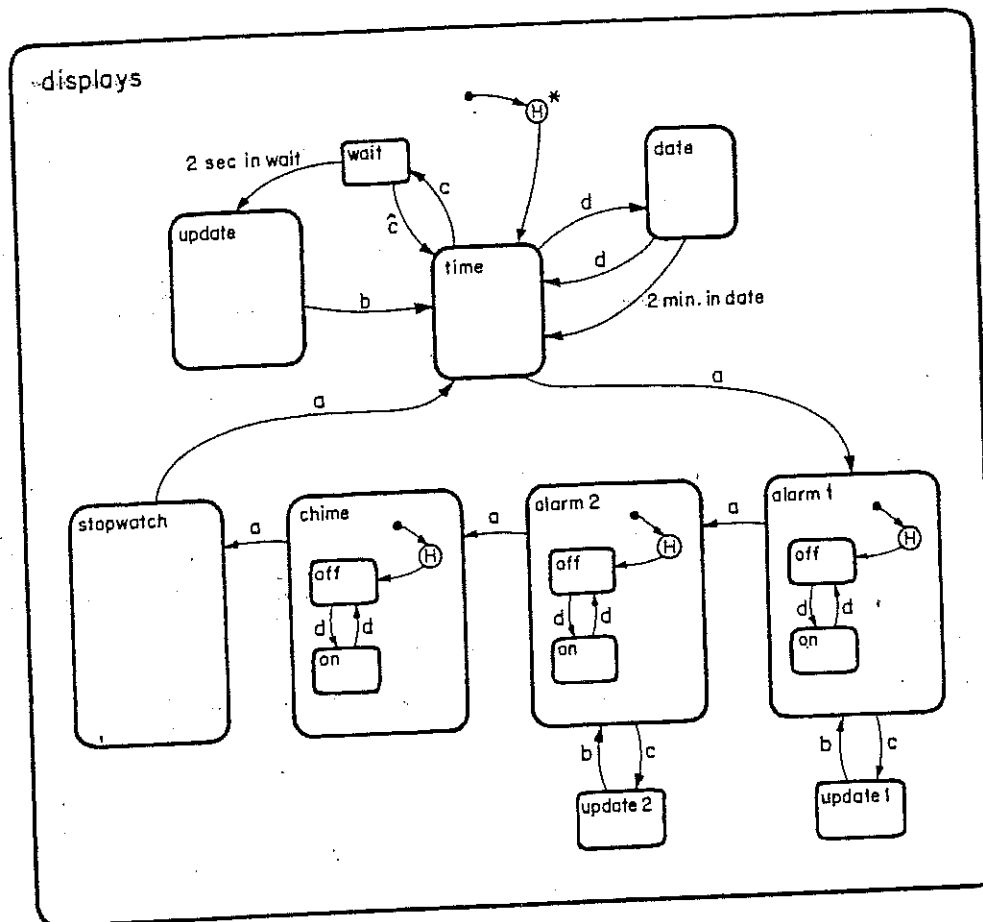 displays
H*
date
wait
2 sec in wait
c
d
ĉ
update
time
d
b
2 min. in date
a
a
stopwatch
chime
alarm 2
alarm 1
a
a
a
H
H
H
off
off
off
d
d
d
d
d
d
on
on
on
b
c
b
c
update 2
update 1